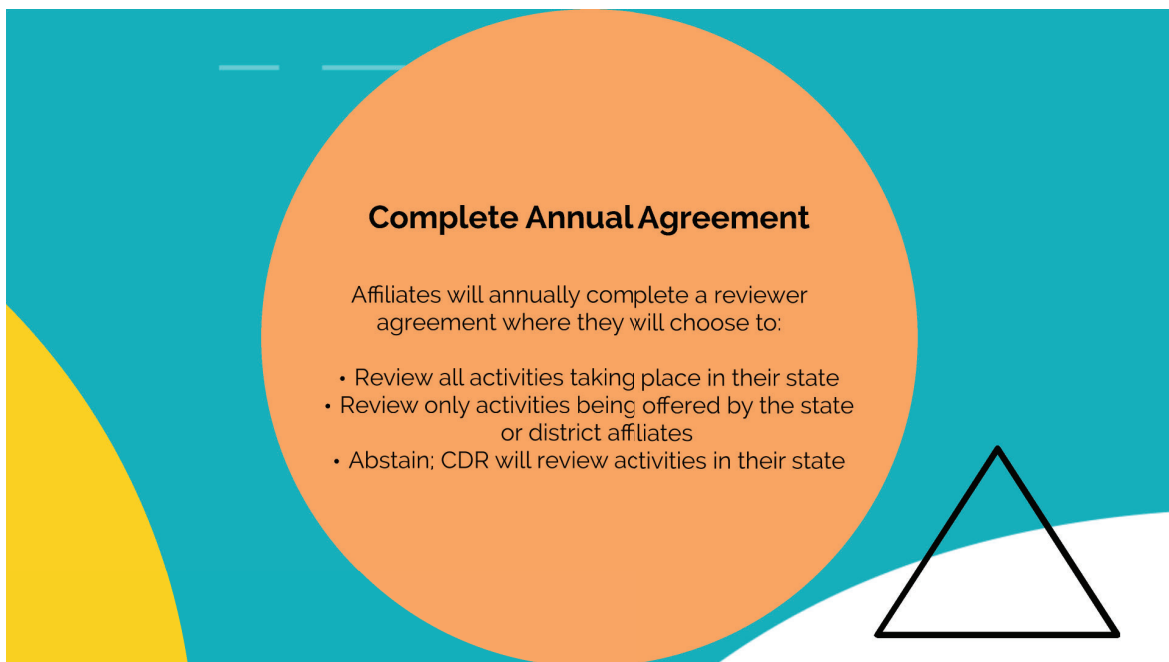 Complete Annual Agreement
Affiliates will annually complete a reviewer
agreement where they will choose to:
• Review all activities taking place in their state
• Review only activities being offered by the state
or district affiliates
• Abstain; CDR will review activities in their state